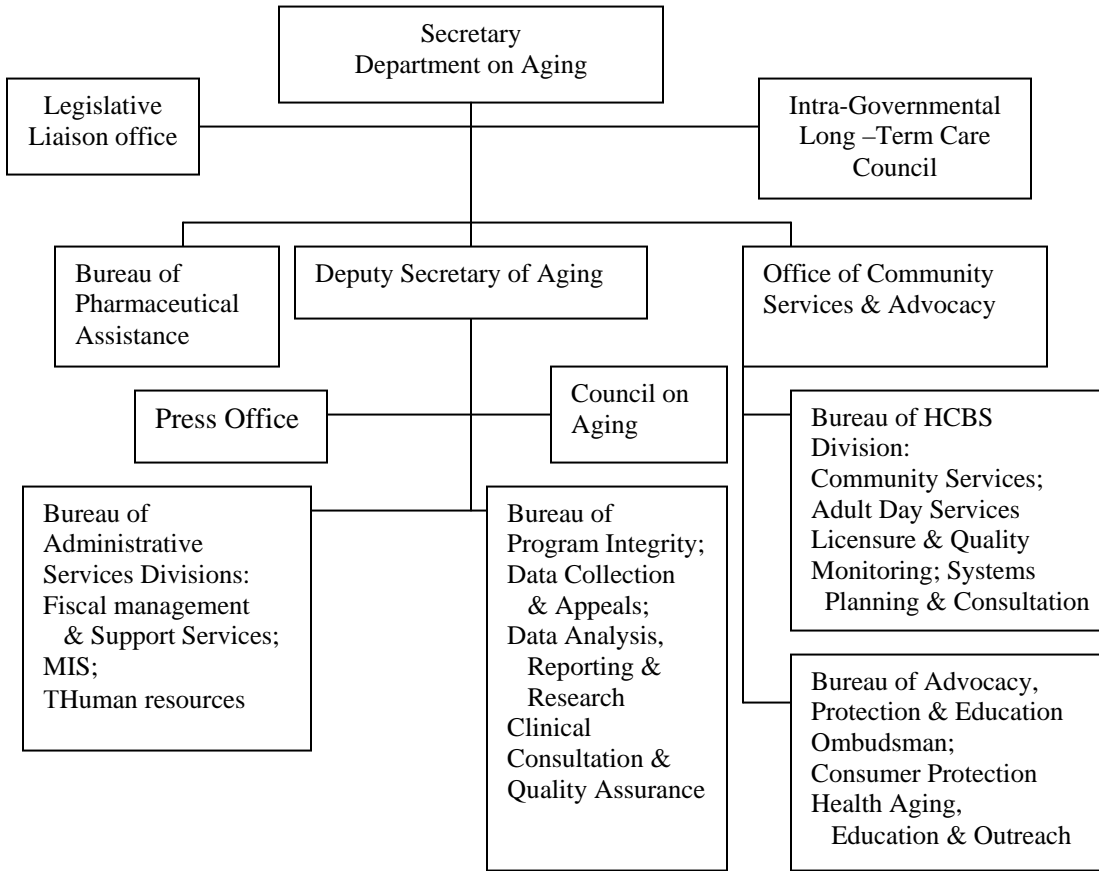 Secretary
Department on Aging
Legislative
Liaison office
Intra-Governmental
Long –Term Care
Council
Bureau of
Pharmaceutical
Assistance
Deputy Secretary of Aging
Office of Community
Services & Advocacy
Press Office
Council on
Aging
Bureau of HCBS
Division:
Community Services;
Adult Day Services
Licensure & Quality
Monitoring; Systems
Planning & Consultation
Bureau of
Administrative
Services Divisions:
Fiscal management
& Support Services;
MIS;
THuman resources
Bureau of
Program Integrity;
Data Collection
& Appeals;
Data Analysis,
Reporting &
Research
Clinical
Consultation &
Quality Assurance
Bureau of Advocacy,
Protection & Education
Ombudsman;
Consumer Protection
Health Aging,
Education & Outreach